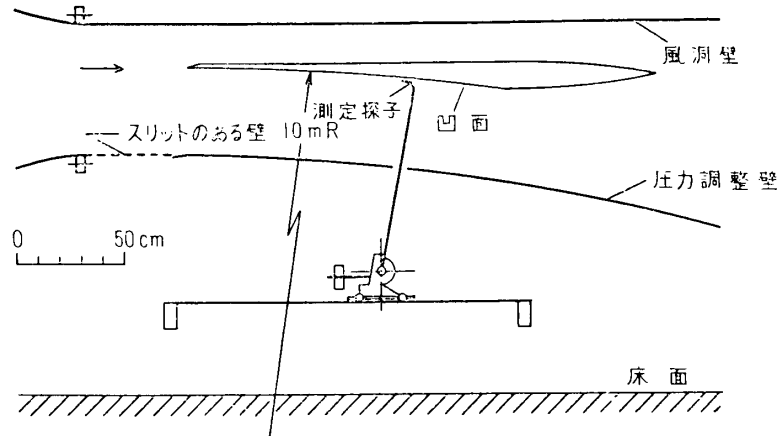 風洞壁
測定探子
凹面
スリットのある壁 10mR
圧力調整壁
0 50cm
床面